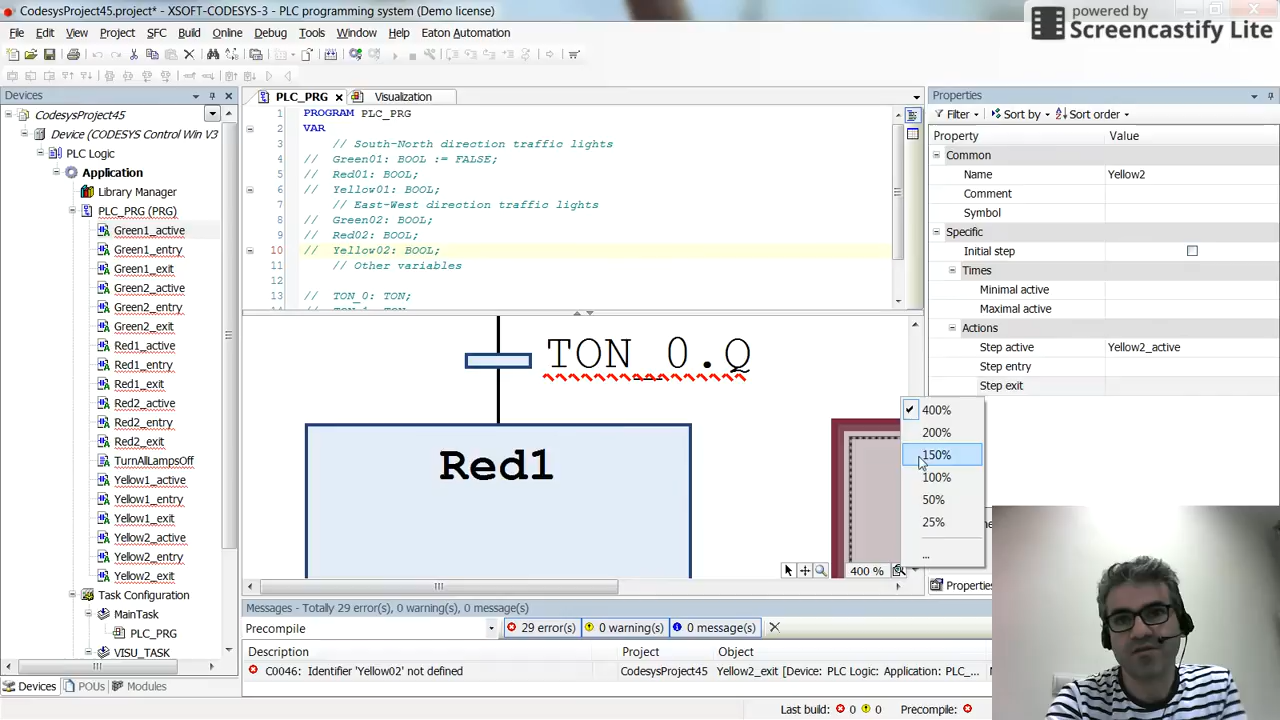 CodesysProject45.project* - XSOFT-CODESYS-3 - PLC programming system (Demo license)
powered by
Screencastify Lite
File Edit View Project SFC Build Online Debug Tools Window Help Eaton Automation
Devices
CodesysProject45
Device (CODESYS Control Win V3
PLC Logic
Application
Library Manager
PLC_PRG (PRG)
Green1_active
Green1_entry
Green1_exit
Green2_active
Green2_entry
Green2_exit
Red1_active
Red1_entry
Red1_exit
Red2_active
Red2_entry
Red2_exit
TurnAllLampsOff
Yellow1_active
Yellow1_entry
Yellow1_exit
Yellow2_active
Yellow2_entry
Yellow2_exit
Task Configuration
MainTask
PLC_PRG
VISU_TASK
Devices POUs Modules
PLC_PRG Visualization
1 PROGRAM PLC_PRG
2 VAR
3 // South-North direction traffic lights
4 // Green01: BOOL := FALSE;
5 // Red01: BOOL;
6 // Yellow01: BOOL;
7 // East-West direction traffic lights
8 // Green02: BOOL;
9 // Red02: BOOL;
10 // Yellow02: BOOL;
11 // Other variables
12
13 // TON_0: TON;
TON_0.Q
Red1
400 %
400%
200%
150%
100%
50%
25%
...
Properties
Filter Sort by Sort order
Property Value
Common
Name Yellow2
Comment
Symbol
Specific
Initial step
Times
Minimal active
Maximal active
Actions
Step active Yellow2_active
Step entry
Step exit
Properties
Messages - Totally 29 error(s), 0 warning(s), 0 message(s)
Precompile 29 error(s) 0 warning(s) 0 message(s)
Description Project Object
C0046: Identifier 'Yellow02' not defined CodesysProject45 Yellow2_exit [Device: PLC Logic: Application: PLC_...
Last build: 0 0 Precompile: